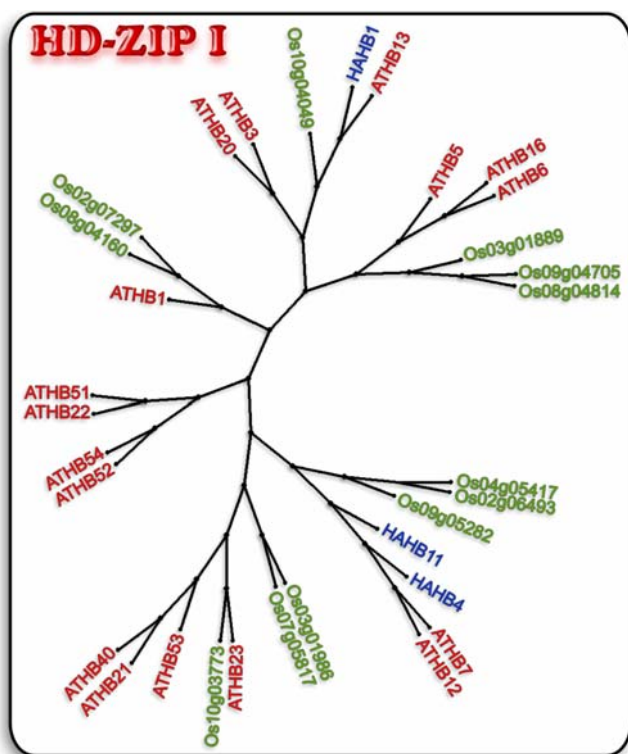 HD-ZIP I
HAHB1
ATHB13
Os10g04049
ATHB3
ATHB20
ATHB5
ATHB16
ATHB6
Os02g07297
Os08g04160
ATHB1
Os03g01889
Os09g04705
Os08g04814
ATHB51
ATHB22
ATHB54
ATHB52
Os04g05417
Os02g06493
Os09g05282
HAHB11
HAHB4
ATHB7
ATHB12
Os03g01986
Os07g05817
ATHB23
Os10g03773
ATHB53
ATHB21
ATHB40